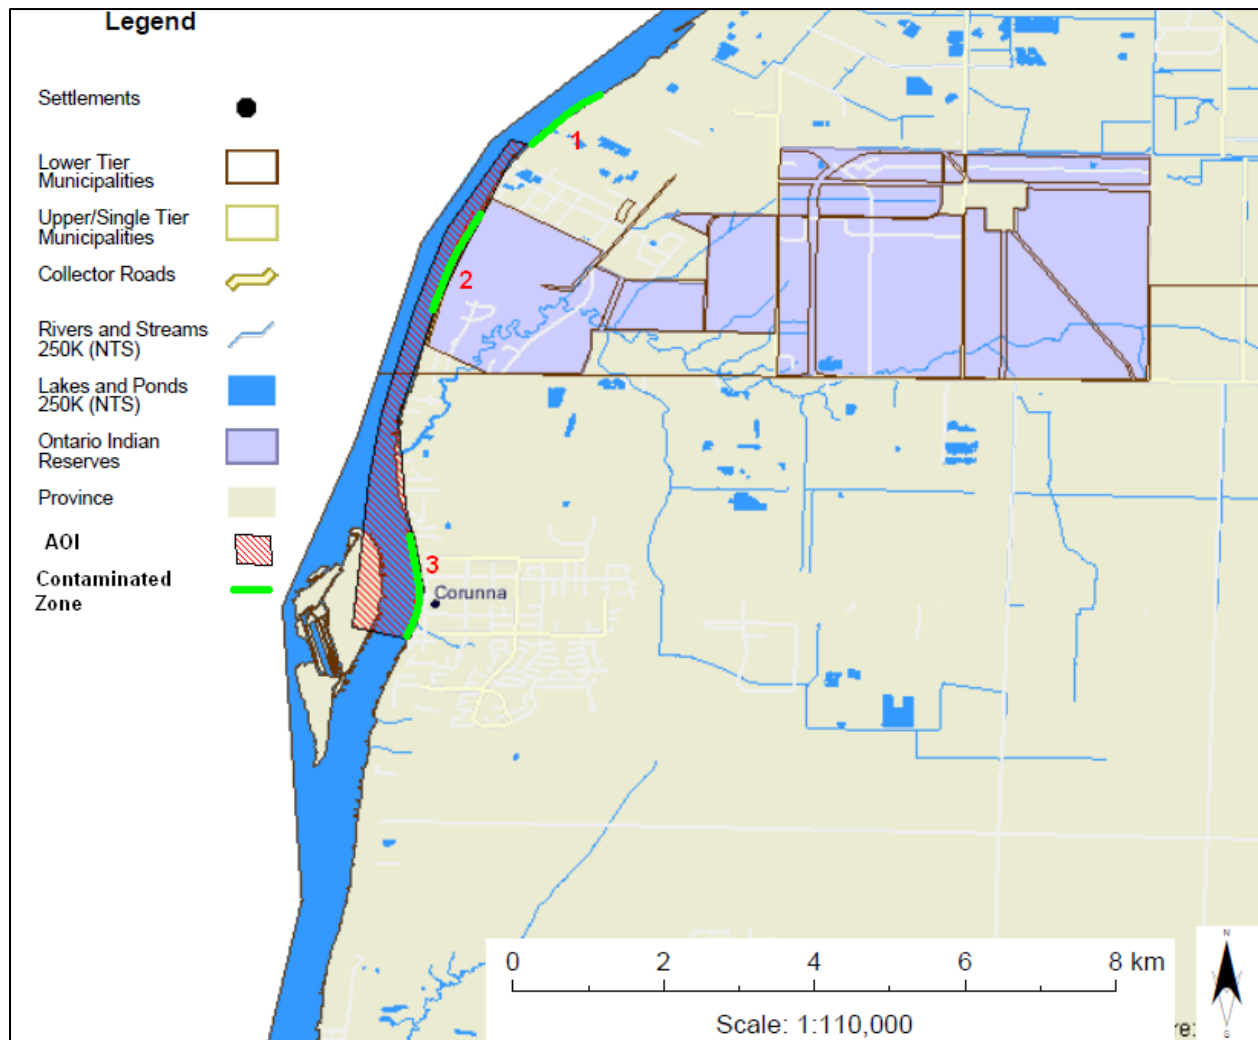 Legend
Settlements
Lower Tier
Municipalities
Upper/Single Tier
Municipalities
Collector Roads
Rivers and Streams
250K (NTS)
Lakes and Ponds
250K (NTS)
Ontario Indian
Reserves
Province
AOI
Contaminated
Zone
1
2
3
Corunna
0 2 4 6 8 km
Scale: 1:110,000
re:
N
S